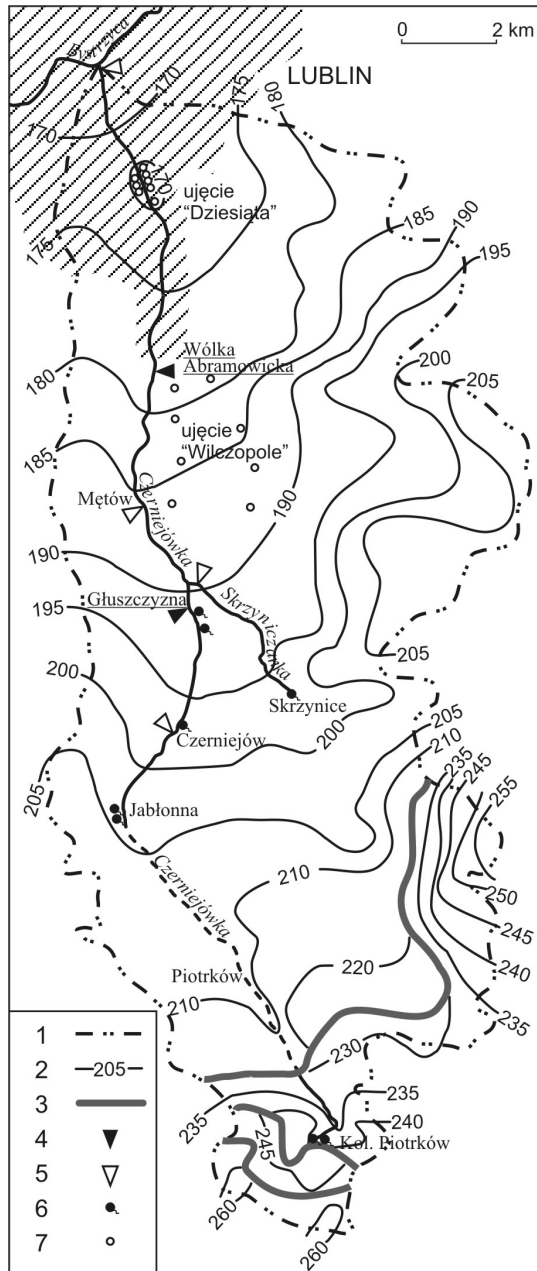 0 2 km
Bystrzyca
LUBLIN
170
170
175
180
170
ujęcie
"Dziesiąta"
175
185
190
195
Wólka
Abramowicka
200
205
180
ujęcie
"Wilczopole"
185
Mętów
Czerniejówka
190
190
Głuszczyzna
Skrzyniczanka
195
205
Skrzynice
200
200
Czerniejów
205
210
235
245
255
205
Jabłonna
Czerniejówka
210
250
245
240
235
220
Piotrków
210
230
235
235
240
Kol. Piotrków
245
260
260
1
2 205
3
4
5
6
7